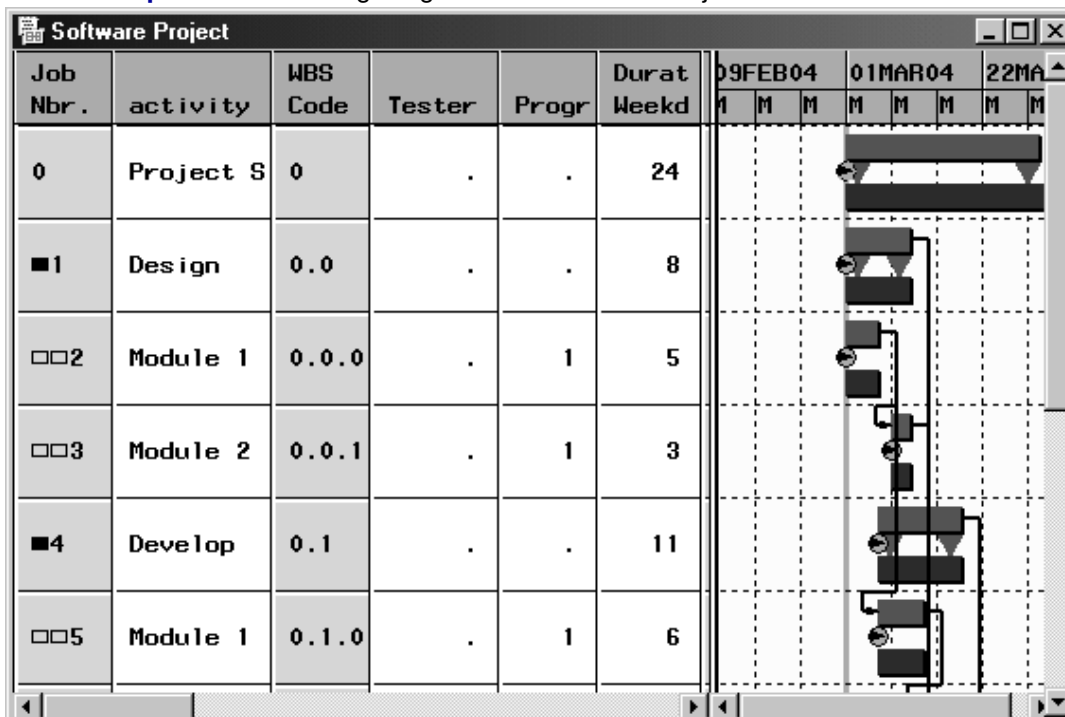 Software Project
Job Nbr. activity WBS Code Tester Progr Durat Weekd 09FEB04 01MAR04 22MA
M M M M M M M M
0 Project S 0 . . 24
■1 Design 0.0 . . 8
□□2 Module 1 0.0.0 . 1 5
□□3 Module 2 0.0.1 . 1 3
■4 Develop 0.1 . . 11
□□5 Module 1 0.1.0 . 1 6